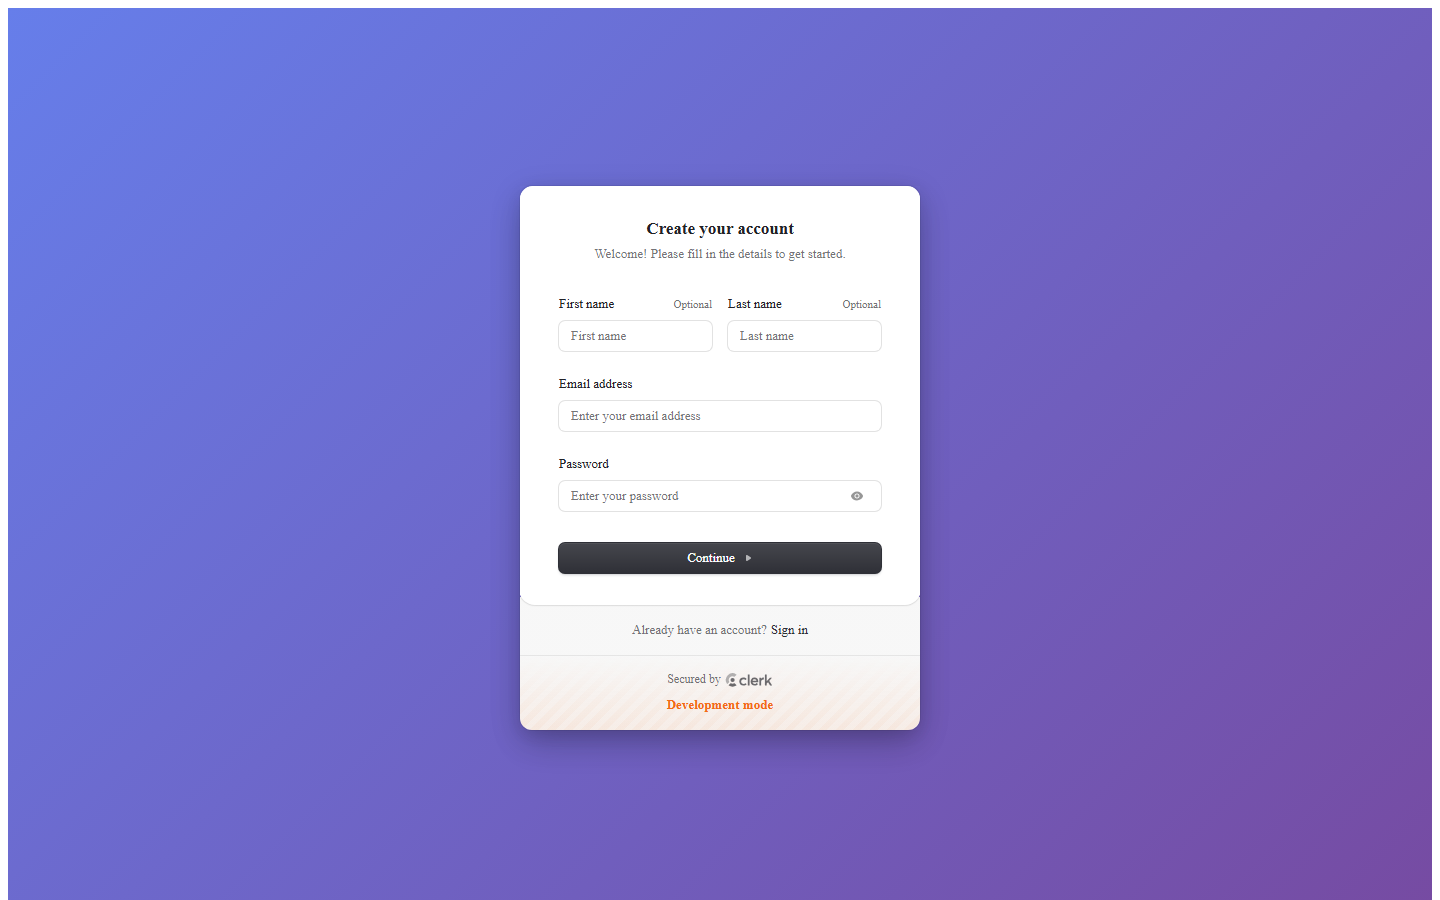 Create your account
Welcome! Please fill in the details to get started.
First name Optional Last name Optional
First name Last name
Email address
Enter your email address
Password
Enter your password
Continue
Already have an account? Sign in
Secured by clerk
Development mode